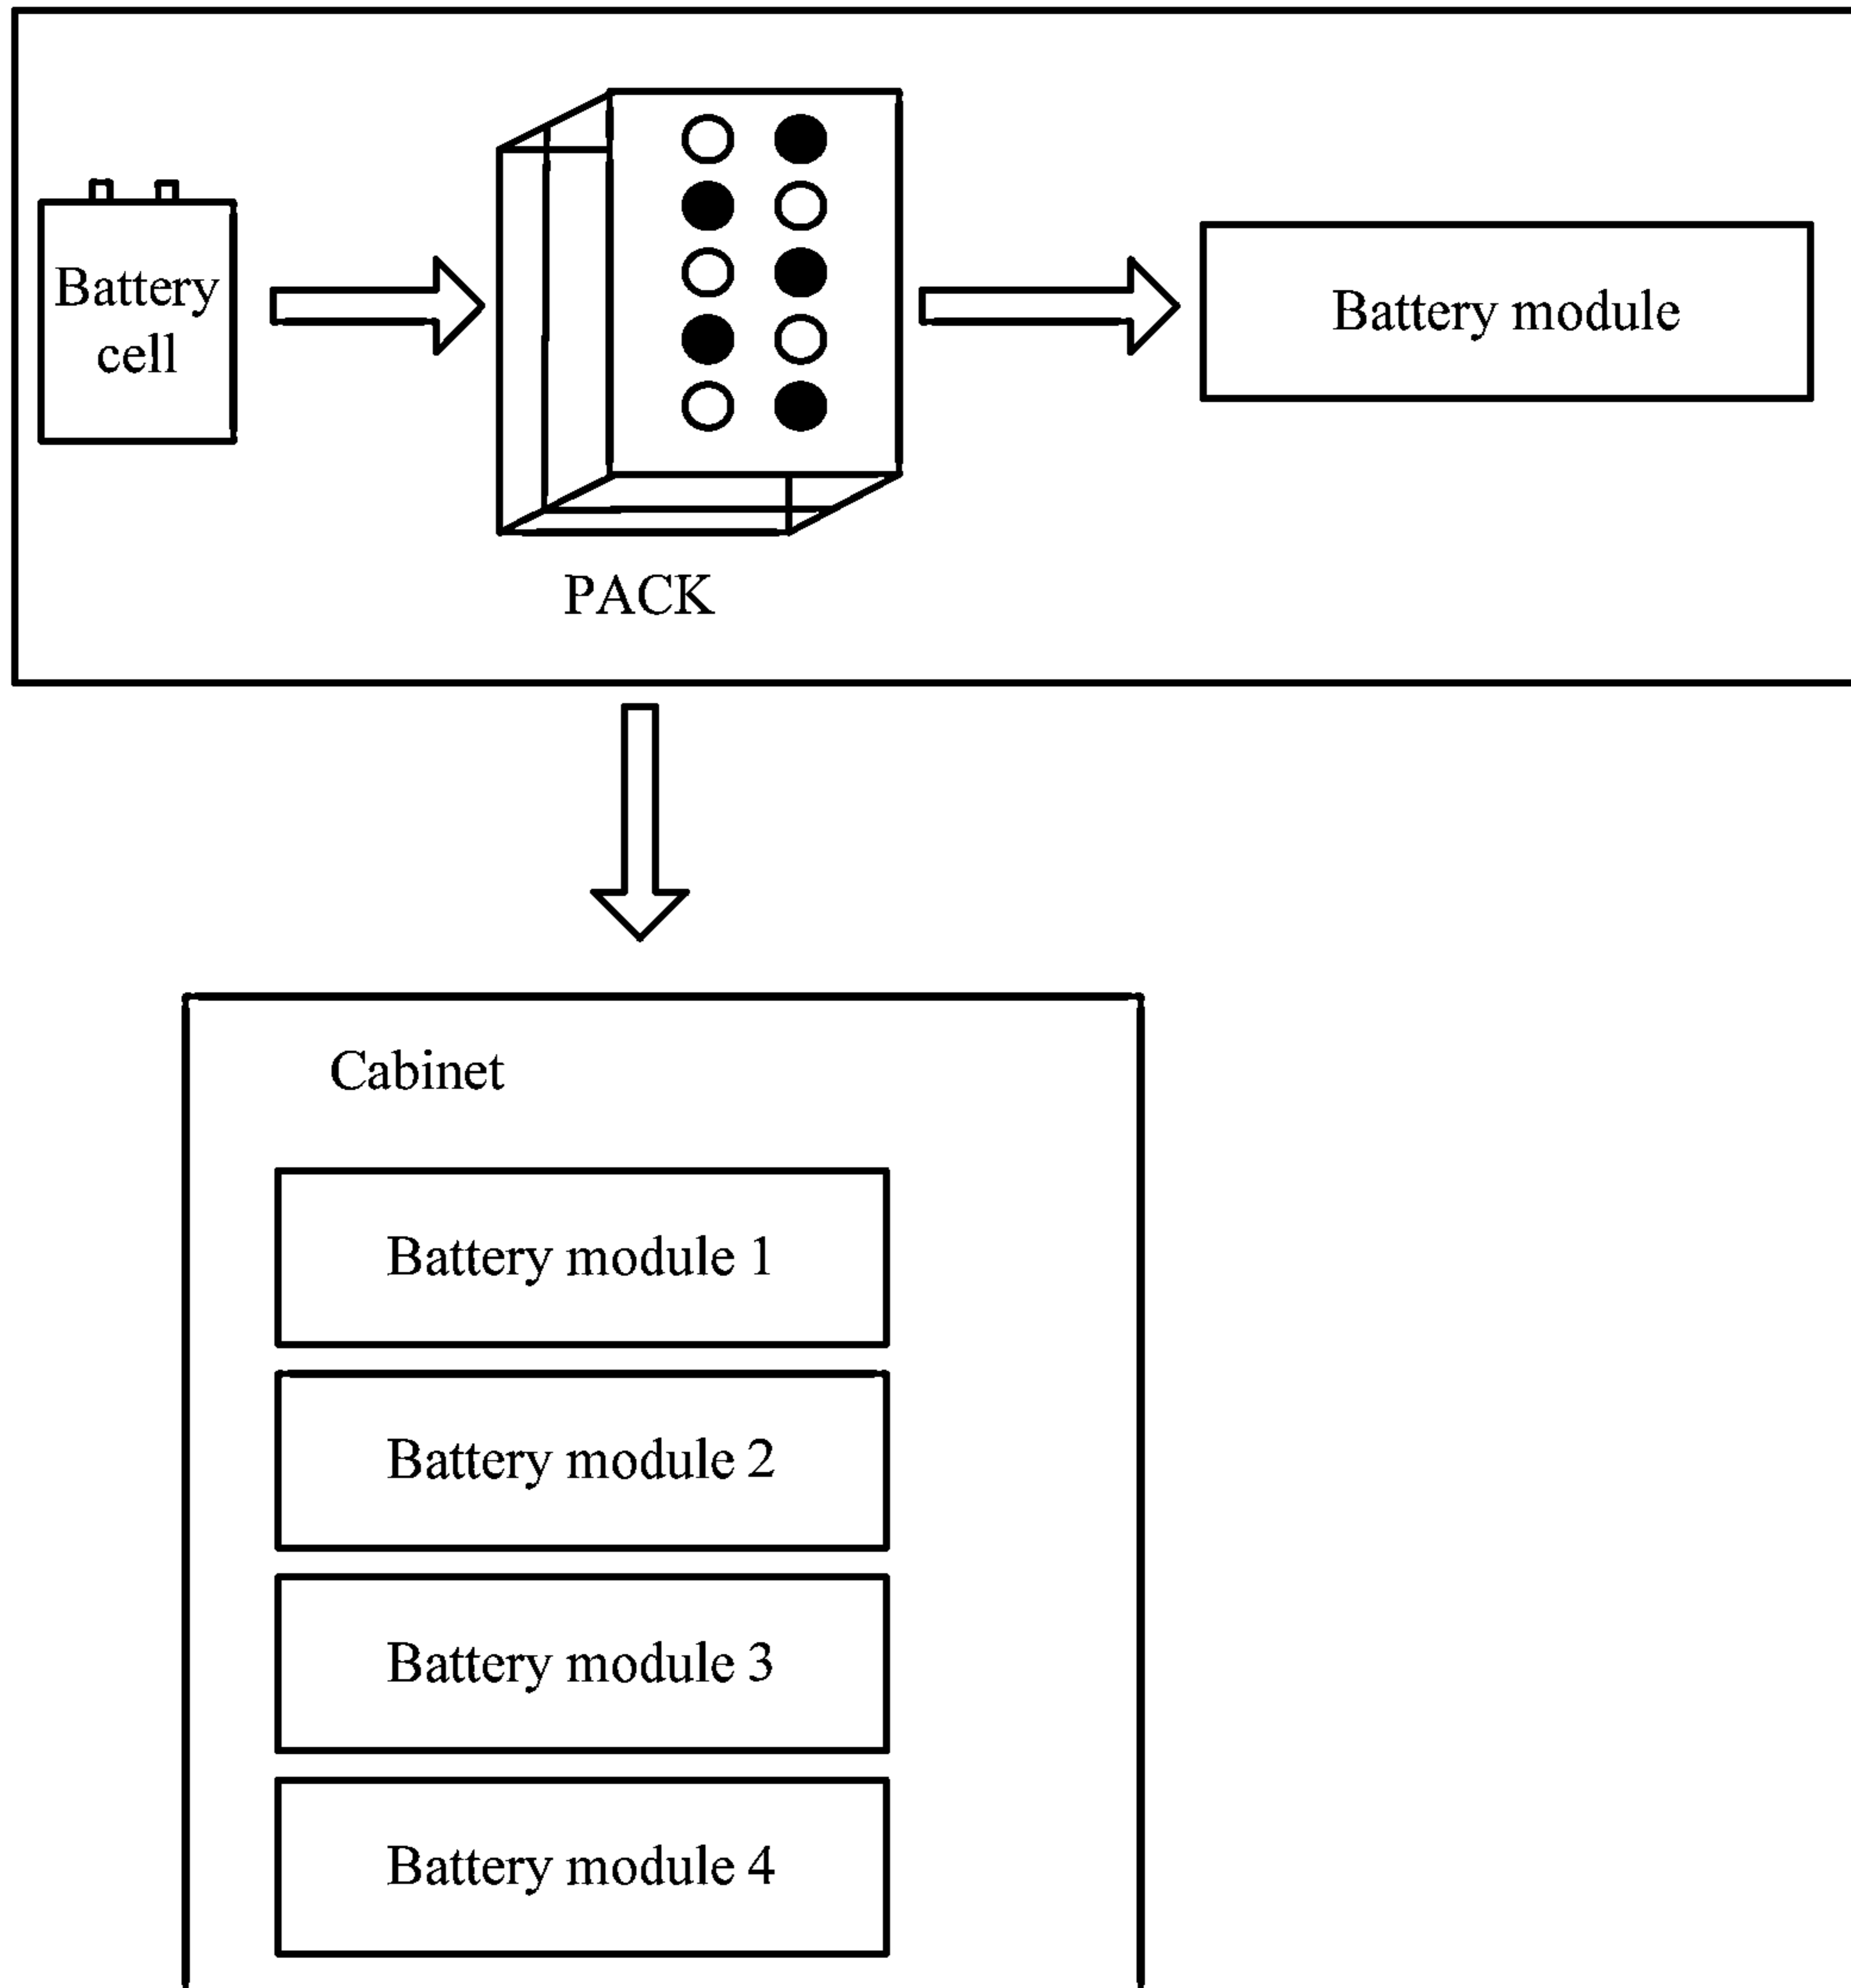 Battery
cell
Battery module
PACK
Cabinet
Battery module 1
Battery module 2
Battery module 3
Battery module 4